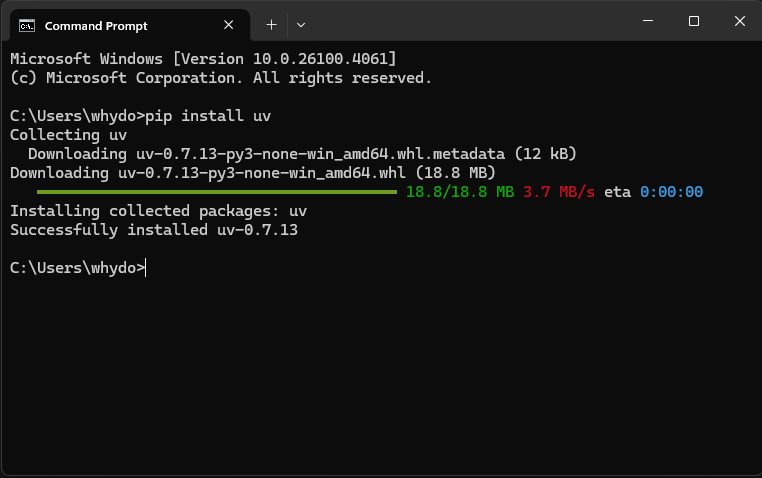 Command Prompt
Microsoft Windows [Version 10.0.26100.4061]
(c) Microsoft Corporation. All rights reserved.
C:\Users\whydo>pip install uv
Collecting uv
  Downloading uv-0.7.13-py3-none-win_amd64.whl.metadata (12 kB)
Downloading uv-0.7.13-py3-none-win_amd64.whl (18.8 MB)
18.8/18.8 MB 3.7 MB/s eta 0:00:00
Installing collected packages: uv
Successfully installed uv-0.7.13
C:\Users\whydo>